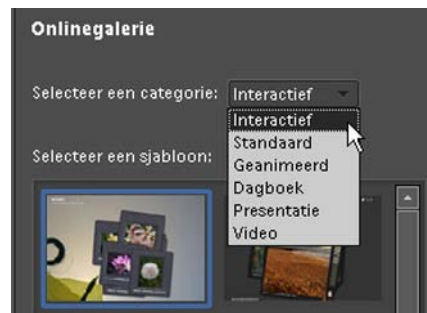 Onlinegalerie
Selecteer een categorie: Interactief
Interactief
Standaard
Geanimeerd
Dagboek
Presentatie
Video
Selecteer een sjabloon: